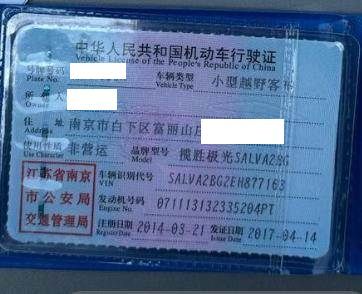 中华人民共和国机动车行驶证
Vehicle License of the People's Republic of China
号牌号码 车辆类型 小型越野客车
Plate No. Vehicle Type
所有人
Owner
住址 南京市白下区富丽山庄
Address
使用性质 非营运 品牌型号 揽胜极光SALVA2BG
Use Character Model
江苏省南京
市公安局
交通管理局
车辆识别代号 SALVA2BG2EH877163
VIN
发动机号码 071113132335204PT
Engine No.
注册日期 2014-03-21 发证日期 2017-04-14
Register Date Issue Date